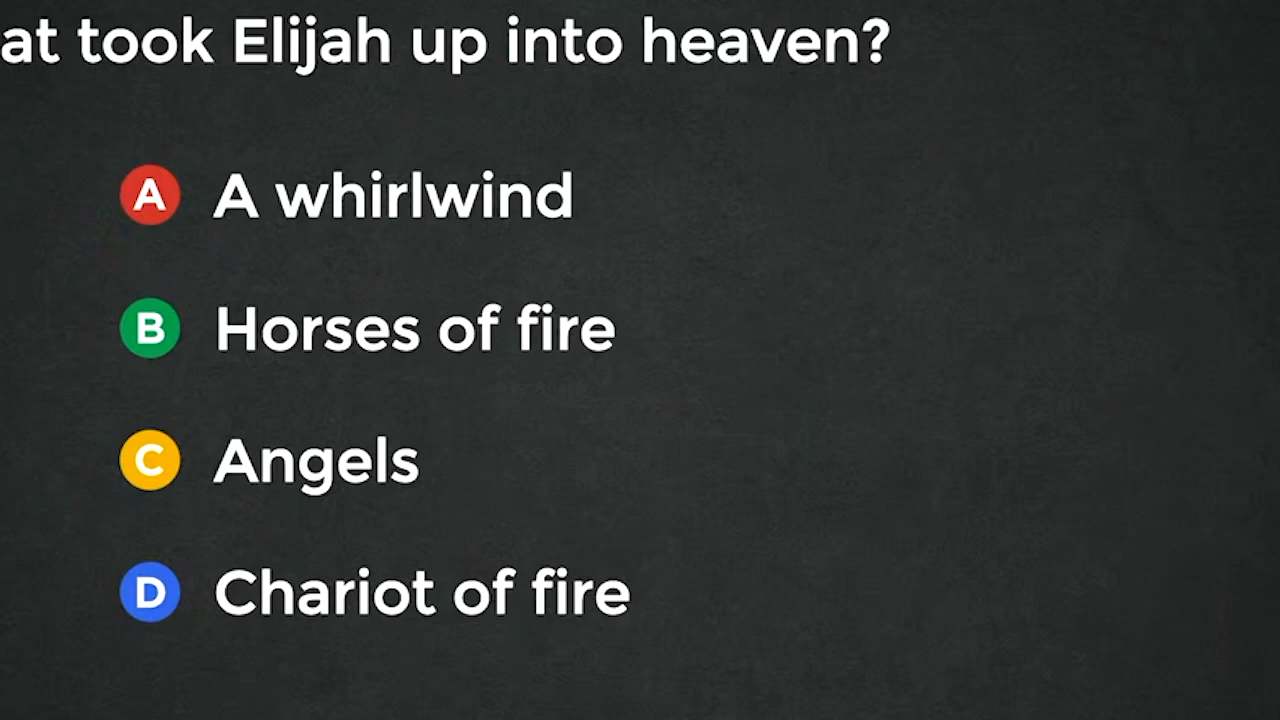 at took Elijah up into heaven?
A A whirlwind
B Horses of fire
C Angels
D Chariot of fire